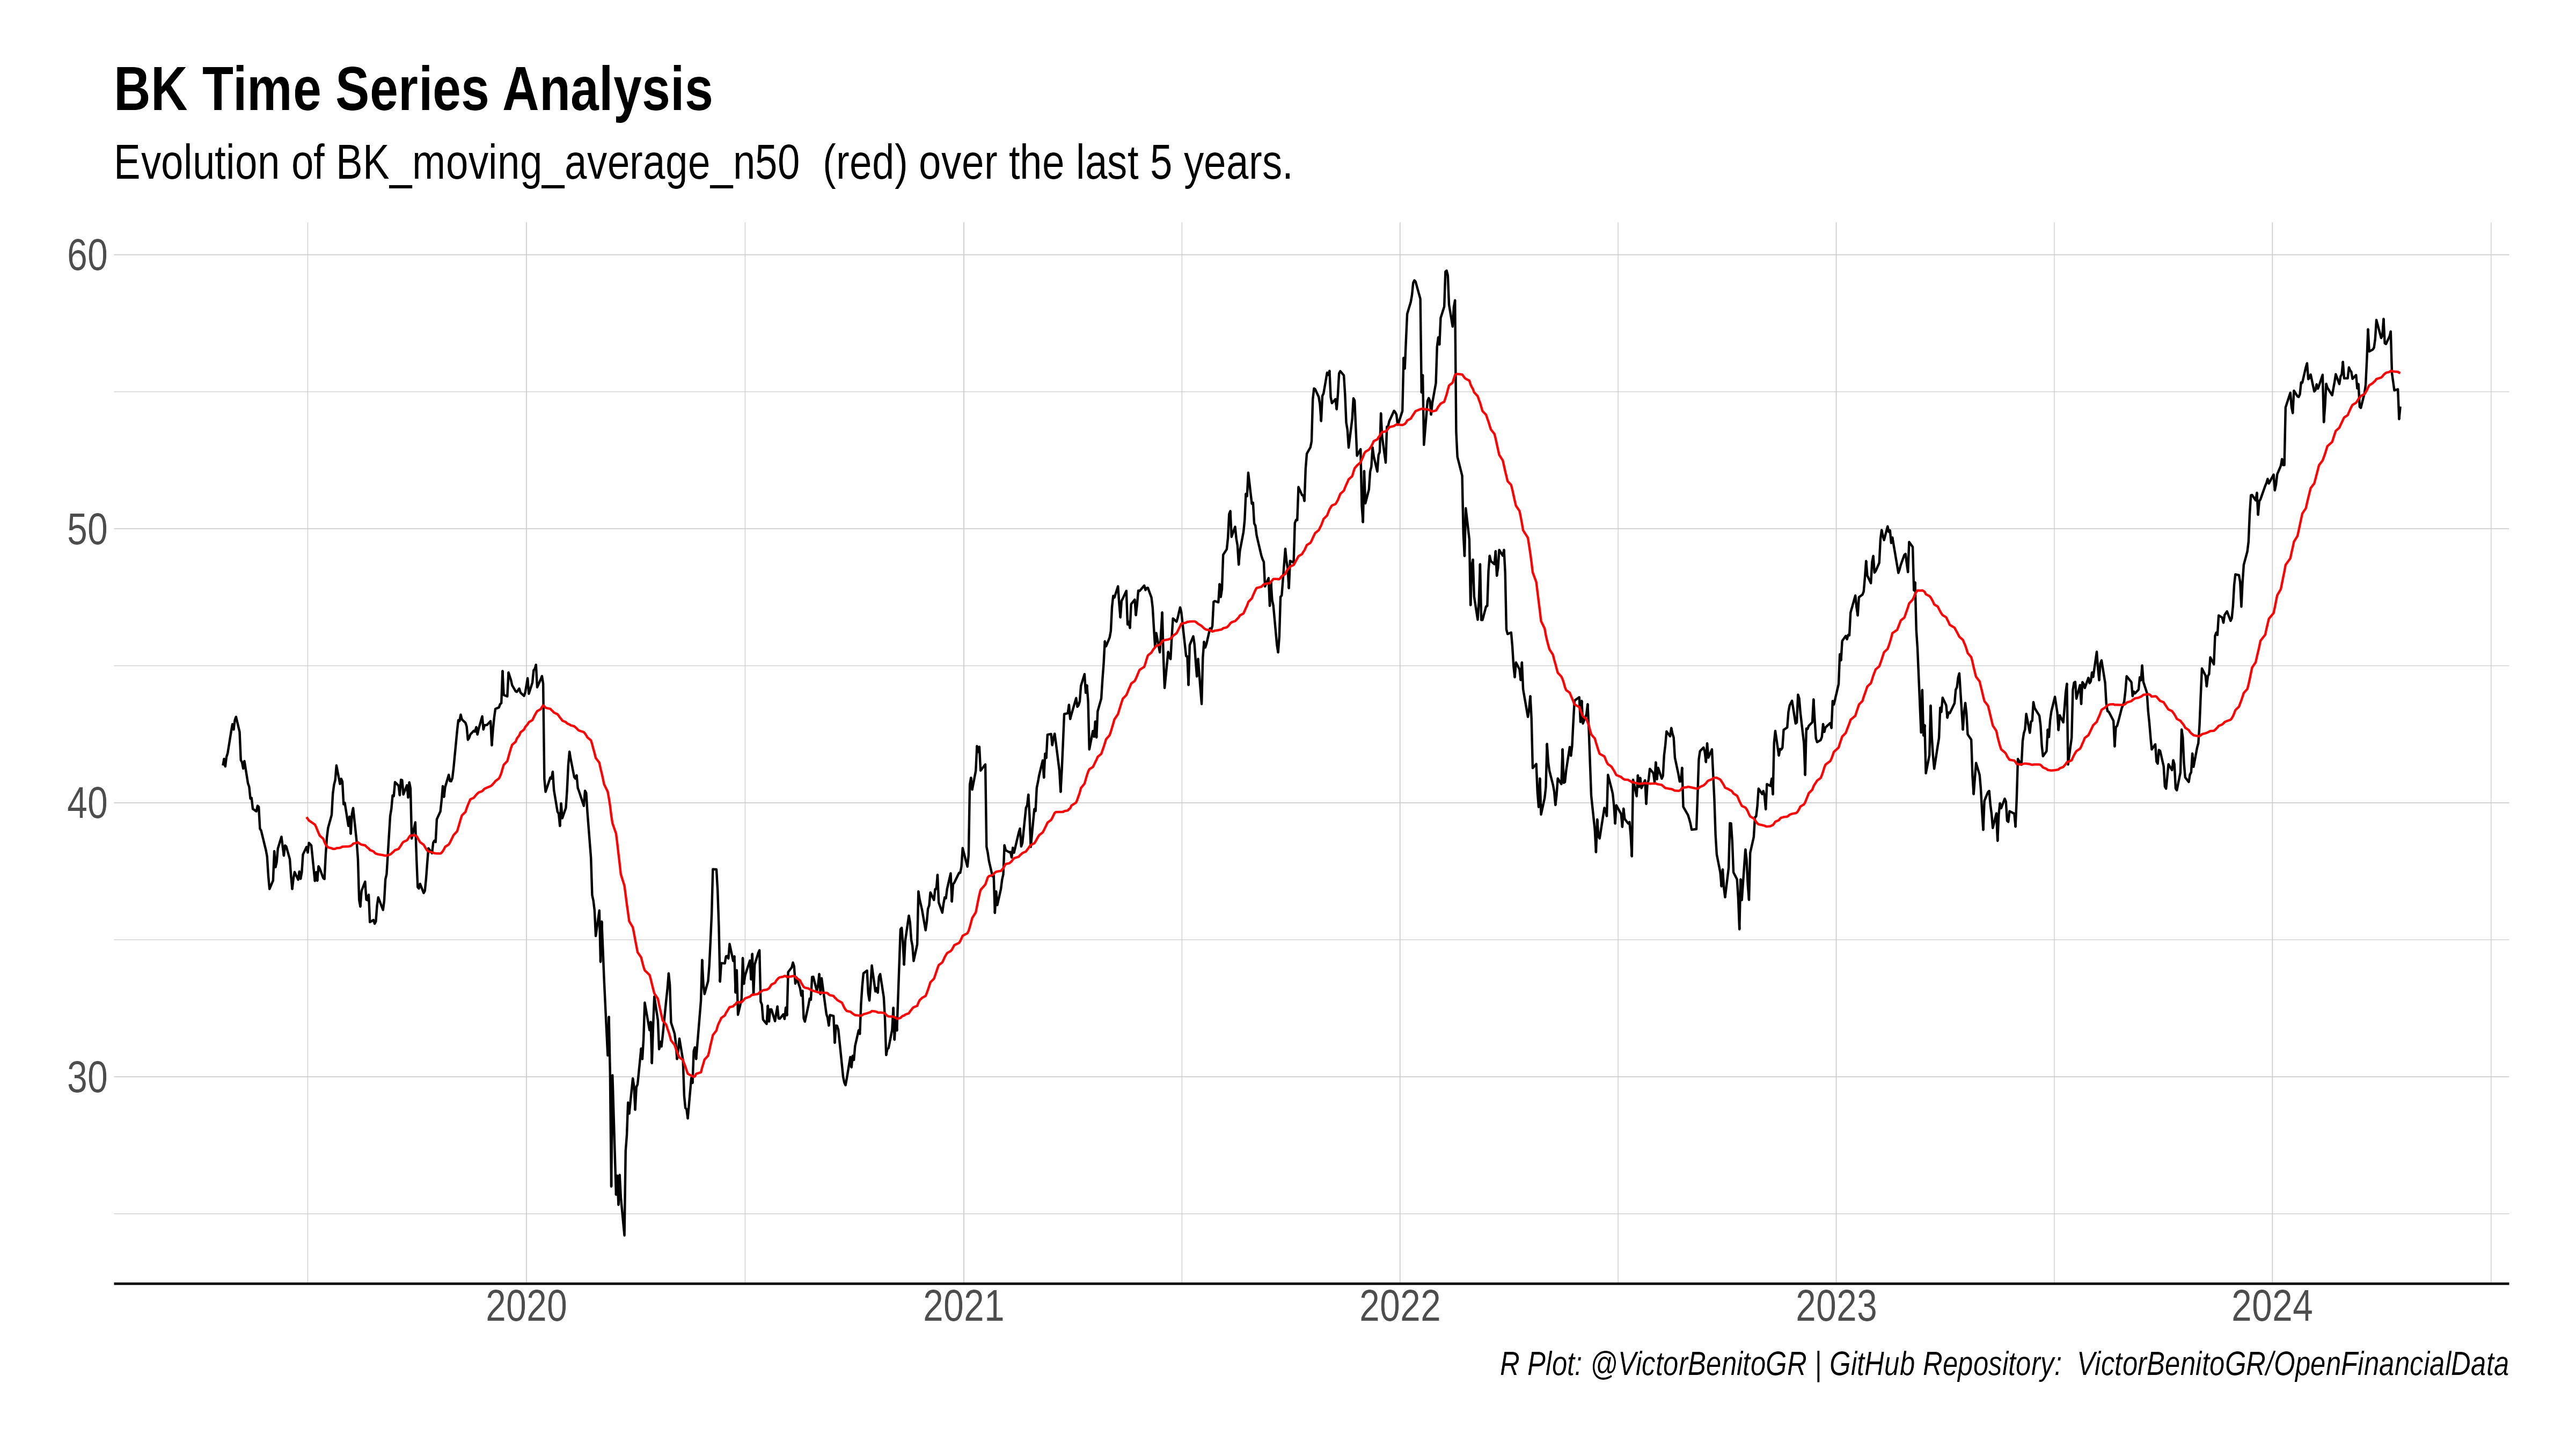 BK Time Series Analysis
Evolution of BK_moving_average_n50  (red) over the last 5 years.
60
50
40
30
2020 2021 2022 2023 2024
R Plot: @VictorBenitoGR | GitHub Repository:  VictorBenitoGR/OpenFinancialData